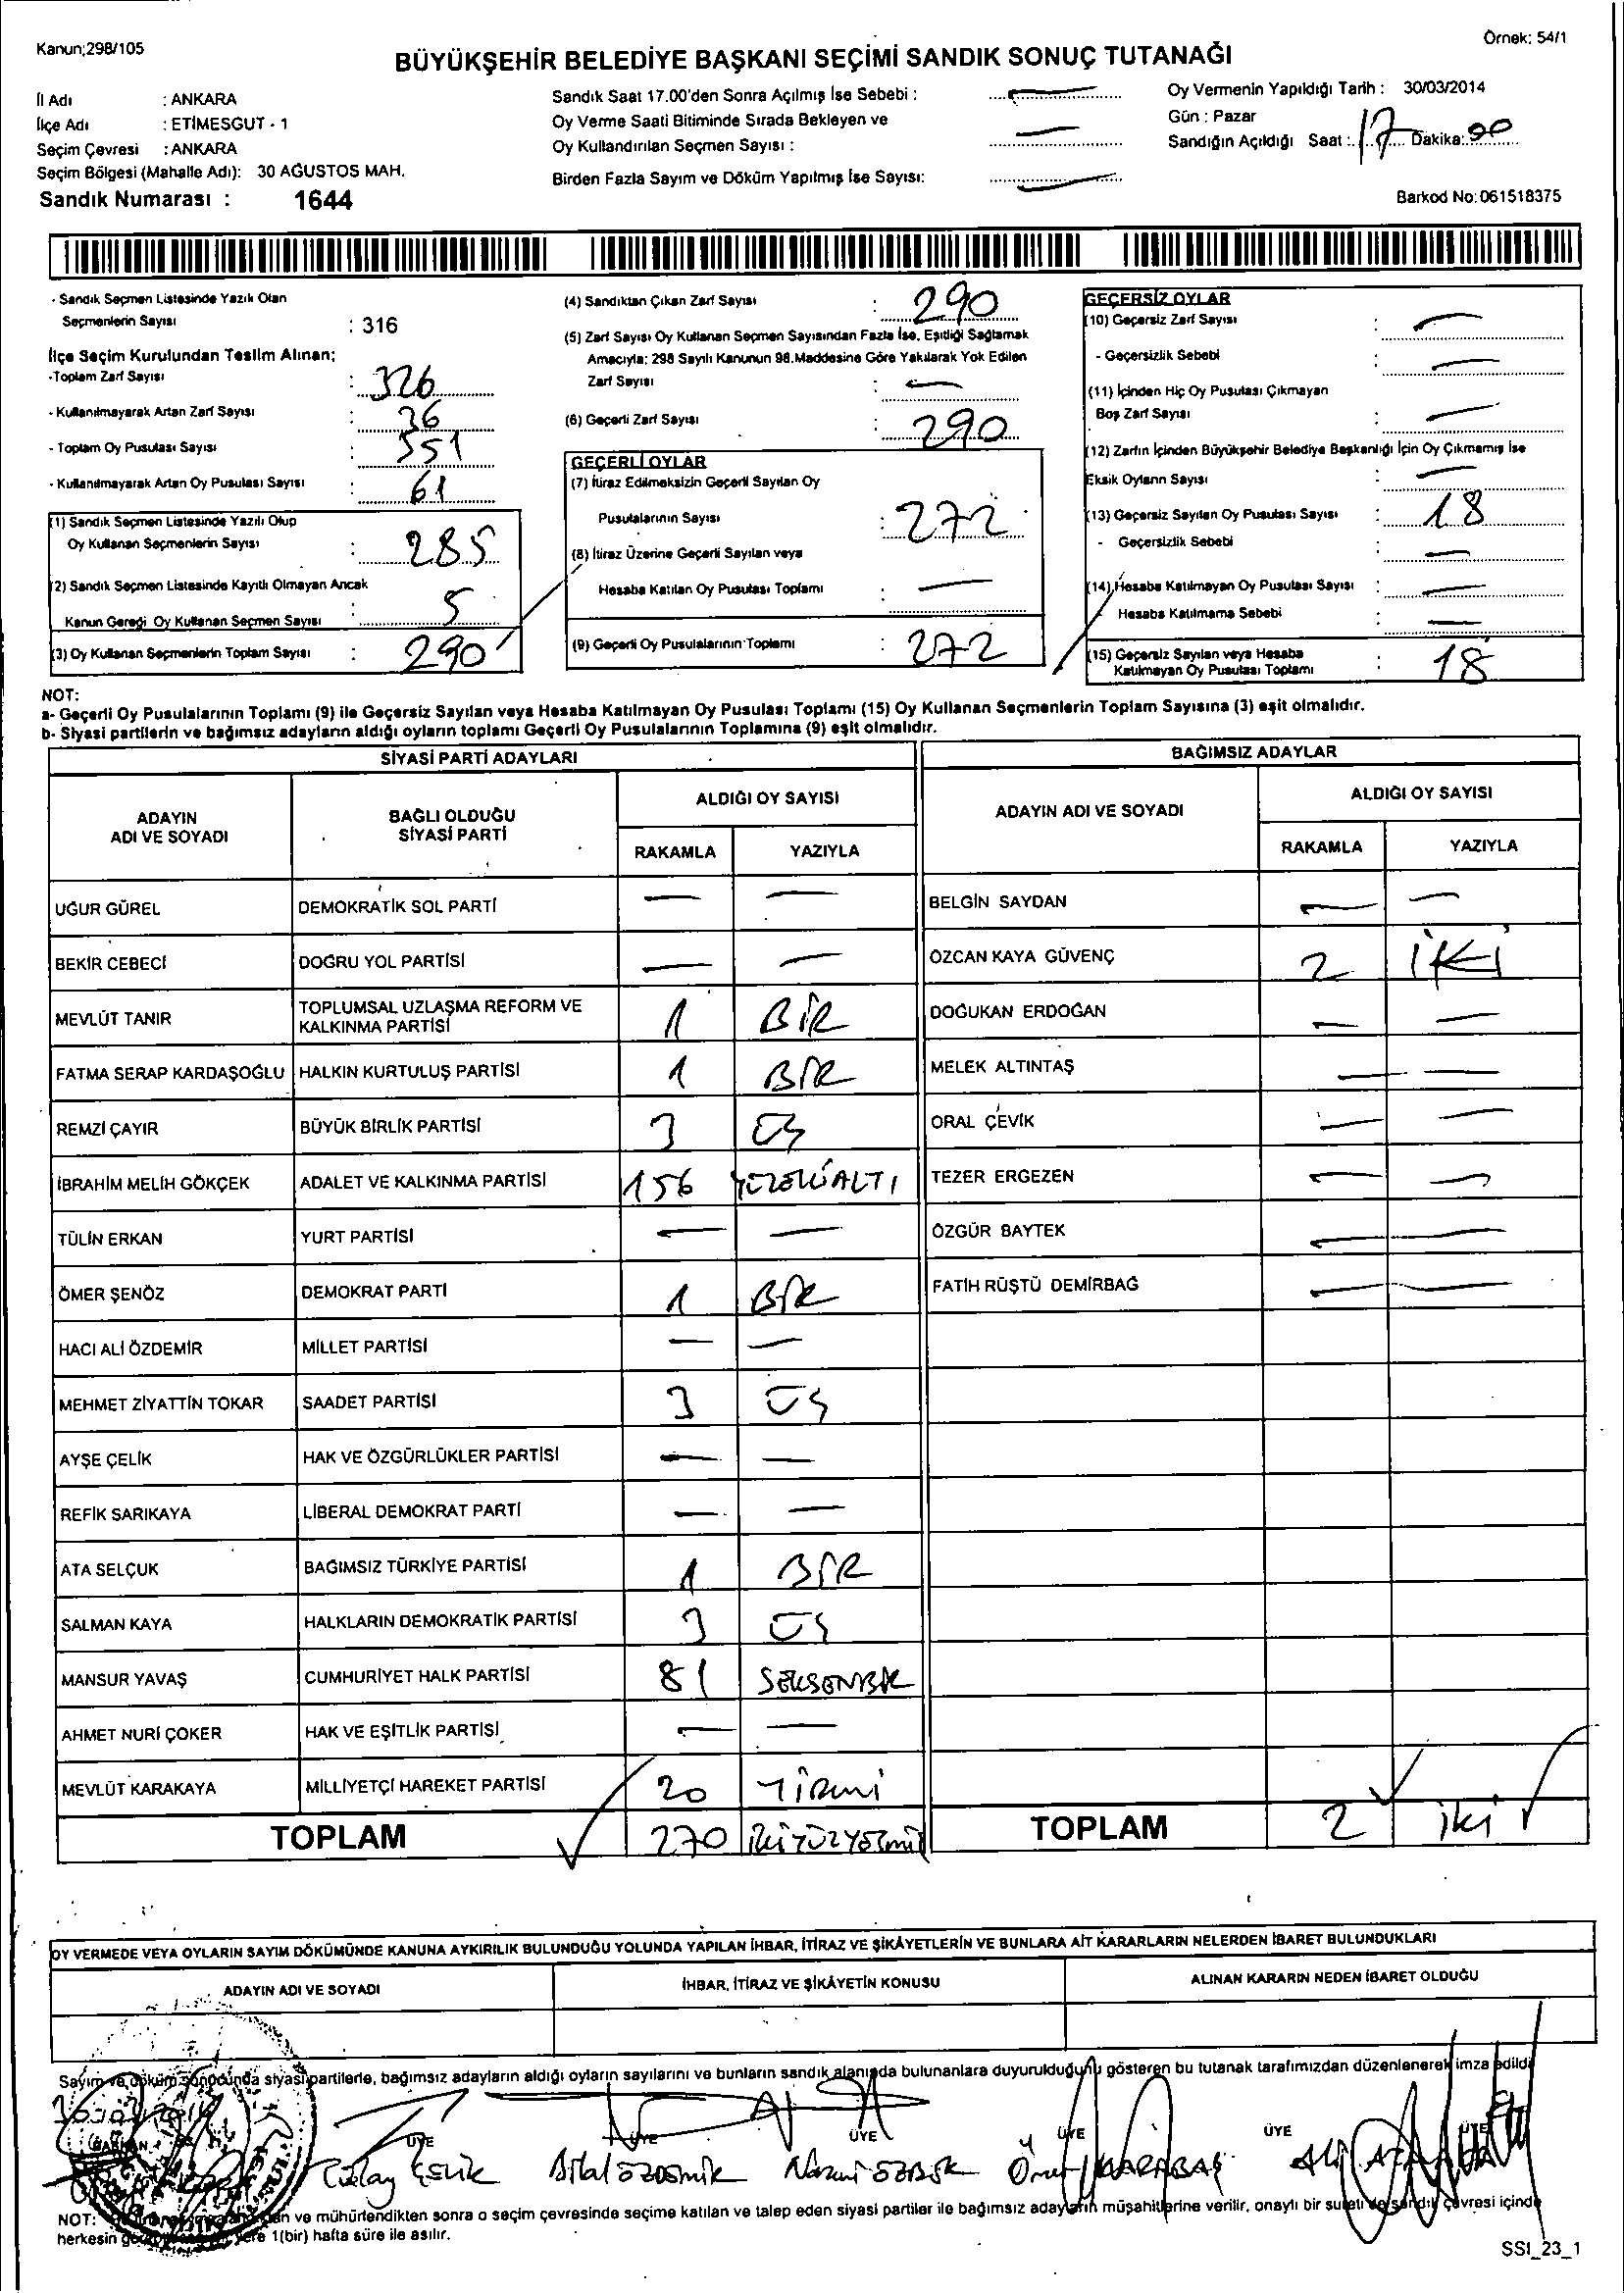 Kanun;298/105
Örnek: 54/1
BÜYÜKŞEHİR BELEDİYE BAŞKANI SEÇİMİ SANDIK SONUÇ TUTANAĞI
İl Adı : ANKARA
İlçe Adı : ETİMESGUT - 1
Seçim Çevresi : ANKARA
Seçim Bölgesi (Mahalle Adı): 30 AĞUSTOS MAH.
Sandık Numarası : 1644
Sandık Saat 17.00'den Sonra Açılmış İse Sebebi :
Oy Verme Saati Bitiminde Sırada Bekleyen ve
Oy Kullandırılan Seçmen Sayısı :
Birden Fazla Sayım ve Döküm Yapılmış İse Sayısı:
Oy Vermenin Yapıldığı Tarih : 30/03/2014
Gün : Pazar
Sandığın Açıldığı Saat : 17 Dakika:
Barkod No:061518375
- Sandık Seçmen Listesinde Yazılı Olan
Seçmenlerin Sayısı : 316
İlçe Seçim Kurulundan Teslim Alınan;
-Toplam Zarf Sayısı : 326
- Kullanılmayarak Artan Zarf Sayısı : 36
- Toplam Oy Pusulası Sayısı : 351
- Kullanılmayarak Artan Oy Pusulası Sayısı : 61
(1) Sandık Seçmen Listesinde Yazılı Olup
Oy Kullanan Seçmenlerin Sayısı : 285
(2) Sandık Seçmen Listesinde Kayıtlı Olmayan Ancak
Kanun Gereği Oy Kullanan Seçmen Sayısı : 5
(3) Oy Kullanan Seçmenlerin Toplam Sayısı : 290
(4) Sandıktan Çıkan Zarf Sayısı : 290
(5) Zarf Sayısı Oy Kullanan Seçmen Sayısından Fazla İse, Eşitliği Sağlamak
Amacıyla; 298 Sayılı Kanunun 98.Maddesine Göre Yakılarak Yok Edilen
Zarf Sayısı : —
(6) Geçerli Zarf Sayısı : 290
GEÇERLİ OYLAR
(7) İtiraz Edilmeksizin Geçerli Sayılan Oy
Pusulalarının Sayısı : 272
(8) İtiraz Üzerine Geçerli Sayılan veya
Hesaba Katılan Oy Pusulası Toplamı : —
(9) Geçerli Oy Pusulalarının Toplamı : 272
GEÇERSİZ OYLAR
(10) Geçersiz Zarf Sayısı : —
- Geçersizlik Sebebi : —
(11) İçinden Hiç Oy Pusulası Çıkmayan
Boş Zarf Sayısı : —
(12) Zarfın İçinden Büyükşehir Belediye Başkanlığı İçin Oy Çıkmamış İse
Eksik Oyların Sayısı : —
(13) Geçersiz Sayılan Oy Pusulası Sayısı : 18
- Geçersizlik Sebebi : —
(14) Hesaba Katılmayan Oy Pusulası Sayısı : —
Hesaba Katılmama Sebebi : —
(15) Geçersiz Sayılan veya Hesaba
Katılmayan Oy Pusulası Toplamı : 18
NOT:
a- Geçerli Oy Pusulalarının Toplamı (9) ile Geçersiz Sayılan veya Hesaba Katılmayan Oy Pusulası Toplamı (15) Oy Kullanan Seçmenlerin Toplam Sayısına (3) eşit olmalıdır.
b- Siyasi partilerin ve bağımsız adayların aldığı oyların toplamı Geçerli Oy Pusulalarının Toplamına (9) eşit olmalıdır.
SİYASİ PARTİ ADAYLARI
ADAYIN ADI VE SOYADI
BAĞLI OLDUĞU SİYASİ PARTİ
ALDIĞI OY SAYISI
RAKAMLA YAZIYLA
UĞUR GÜREL DEMOKRATİK SOL PARTİ — —
BEKİR CEBECİ DOĞRU YOL PARTİSİ — —
MEVLÜT TANIR TOPLUMSAL UZLAŞMA REFORM VE KALKINMA PARTİSİ 1 BİR
FATMA SERAP KARDAŞOĞLU HALKIN KURTULUŞ PARTİSİ 1 BİR
REMZİ ÇAYIR BÜYÜK BİRLİK PARTİSİ 3 ÜÇ
İBRAHİM MELİH GÖKÇEK ADALET VE KALKINMA PARTİSİ 156 YÜZELLİALTI
TÜLİN ERKAN YURT PARTİSİ — —
ÖMER ŞENÖZ DEMOKRAT PARTİ 1 BİR
HACI ALİ ÖZDEMİR MİLLET PARTİSİ — —
MEHMET ZİYATTİN TOKAR SAADET PARTİSİ 3 ÜÇ
AYŞE ÇELİK HAK VE ÖZGÜRLÜKLER PARTİSİ — —
REFİK SARIKAYA LİBERAL DEMOKRAT PARTİ — —
ATA SELÇUK BAĞIMSIZ TÜRKİYE PARTİSİ 1 BİR
SALMAN KAYA HALKLARIN DEMOKRATİK PARTİSİ 3 ÜÇ
MANSUR YAVAŞ CUMHURİYET HALK PARTİSİ 81 SEKSENBİR
AHMET NURİ ÇOKER HAK VE EŞİTLİK PARTİSİ — —
MEVLÜT KARAKAYA MİLLİYETÇİ HAREKET PARTİSİ 20 YİRMİ
TOPLAM 270 İKİYÜZYETMİŞ
BAĞIMSIZ ADAYLAR
ADAYIN ADI VE SOYADI
ALDIĞI OY SAYISI
RAKAMLA YAZIYLA
BELGİN SAYDAN — —
ÖZCAN KAYA GÜVENÇ 2 İKİ
DOĞUKAN ERDOĞAN — —
MELEK ALTINTAŞ — —
ORAL ÇEVİK — —
TEZER ERGEZEN — —
ÖZGÜR BAYTEK — —
FATİH RÜŞTÜ DEMİRBAĞ — —
TOPLAM 2 iki
OY VERMEDE VEYA OYLARIN SAYIM DÖKÜMÜNDE KANUNA AYKIRILIK BULUNDUĞU YOLUNDA YAPILAN İHBAR, İTİRAZ VE ŞİKÂYETLERİN VE BUNLARA AİT KARARLARIN NELERDEN İBARET BULUNDUKLARI
ADAYIN ADI VE SOYADI İHBAR, İTİRAZ VE ŞİKÂYETİN KONUSU ALINAN KARARIN NEDEN İBARET OLDUĞU
Sayım ve döküm sonucunda siyasi partilerle, bağımsız adayların aldığı oyların sayılarını ve bunların sandık alanında bulunanlara duyurulduğunu gösteren bu tutanak tarafımızdan düzenlenerek imza edildi
BAŞKAN ÜYE ÜYE ÜYE ÜYE ÜYE ÜYE
Bilal ÖZDEMİR
NOT: ve mühürlendikten sonra o seçim çevresinde seçime katılan ve talep eden siyasi partiler ile bağımsız adayların müşahitlerine verilir, onaylı bir sureti de sandık çevresi içinde
herkesin yere 1(bir) hafta süre ile asılır.
SSI_23_1